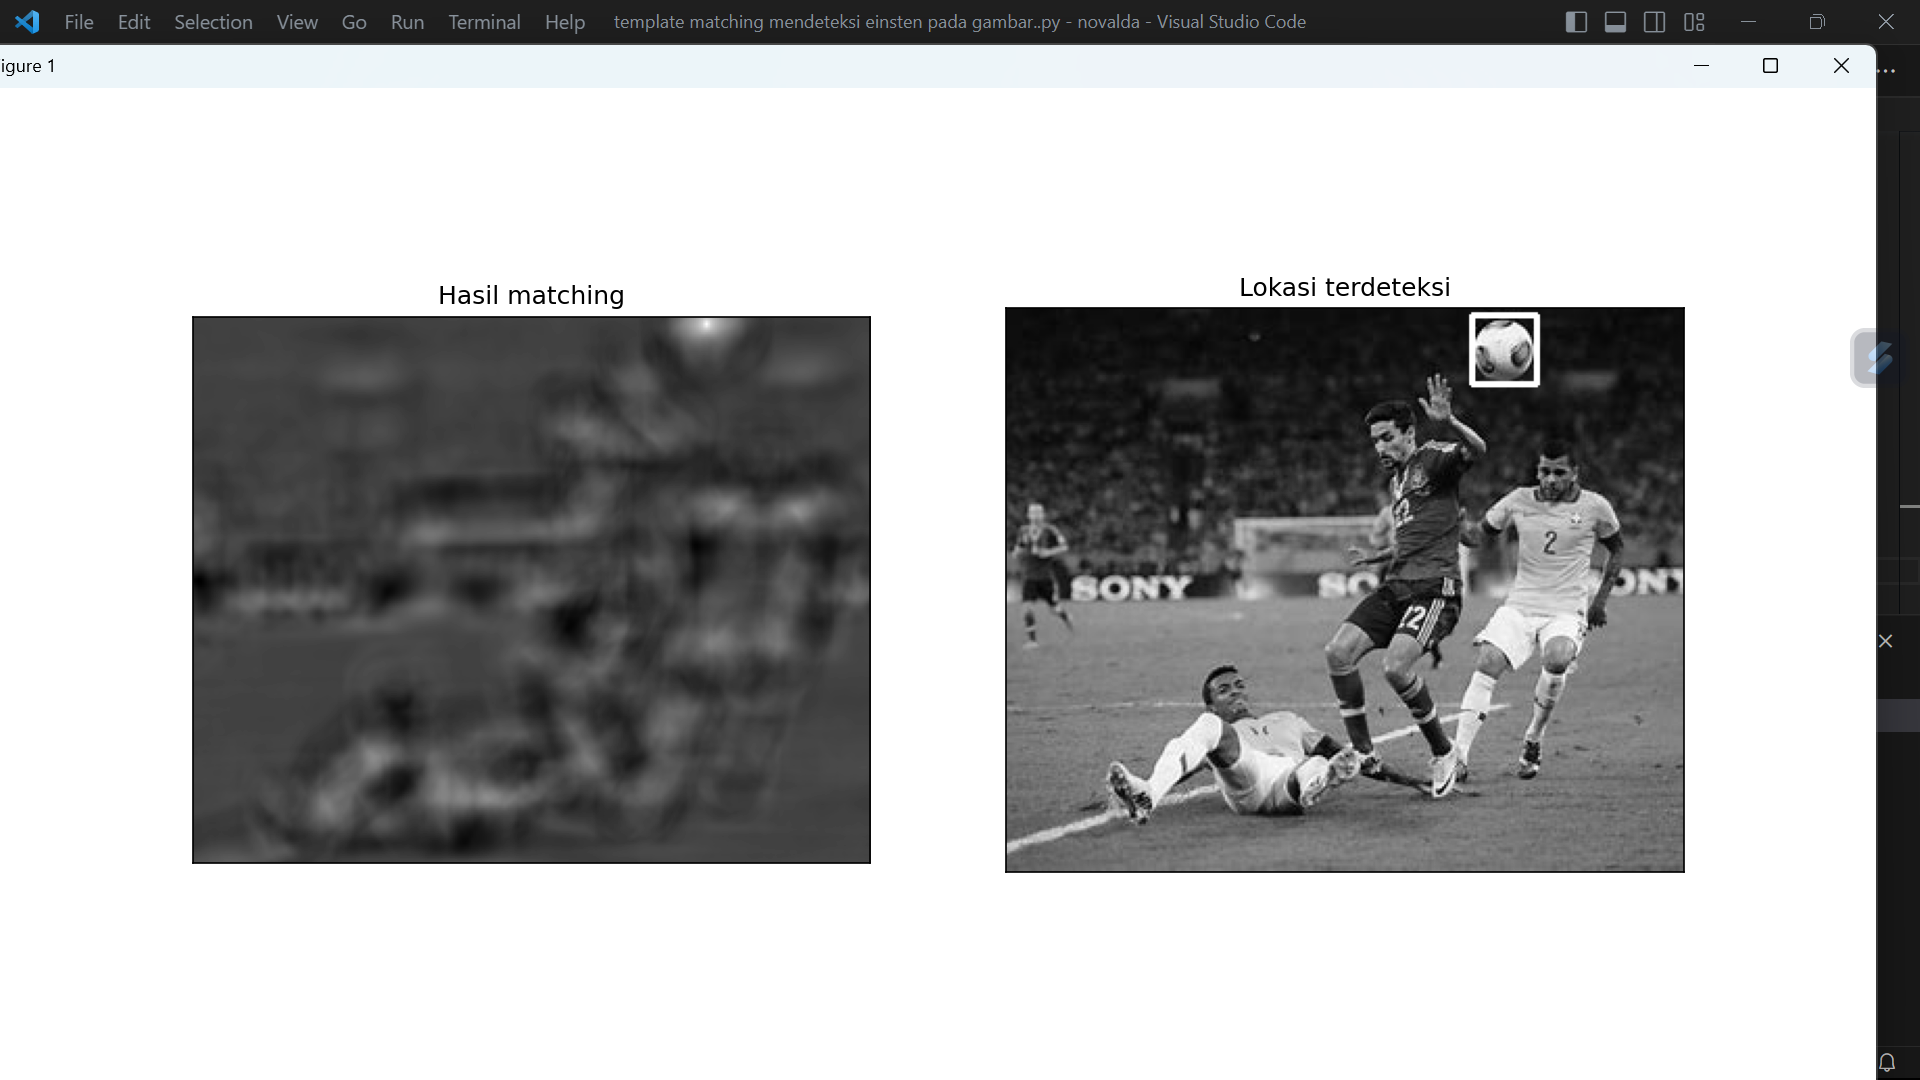 File Edit Selection View Go Run Terminal Help template matching mendeteksi einsten pada gambar..py - novalda - Visual Studio Code
igure 1
Hasil matching
Lokasi terdeteksi
2
SONY SO ONY
12